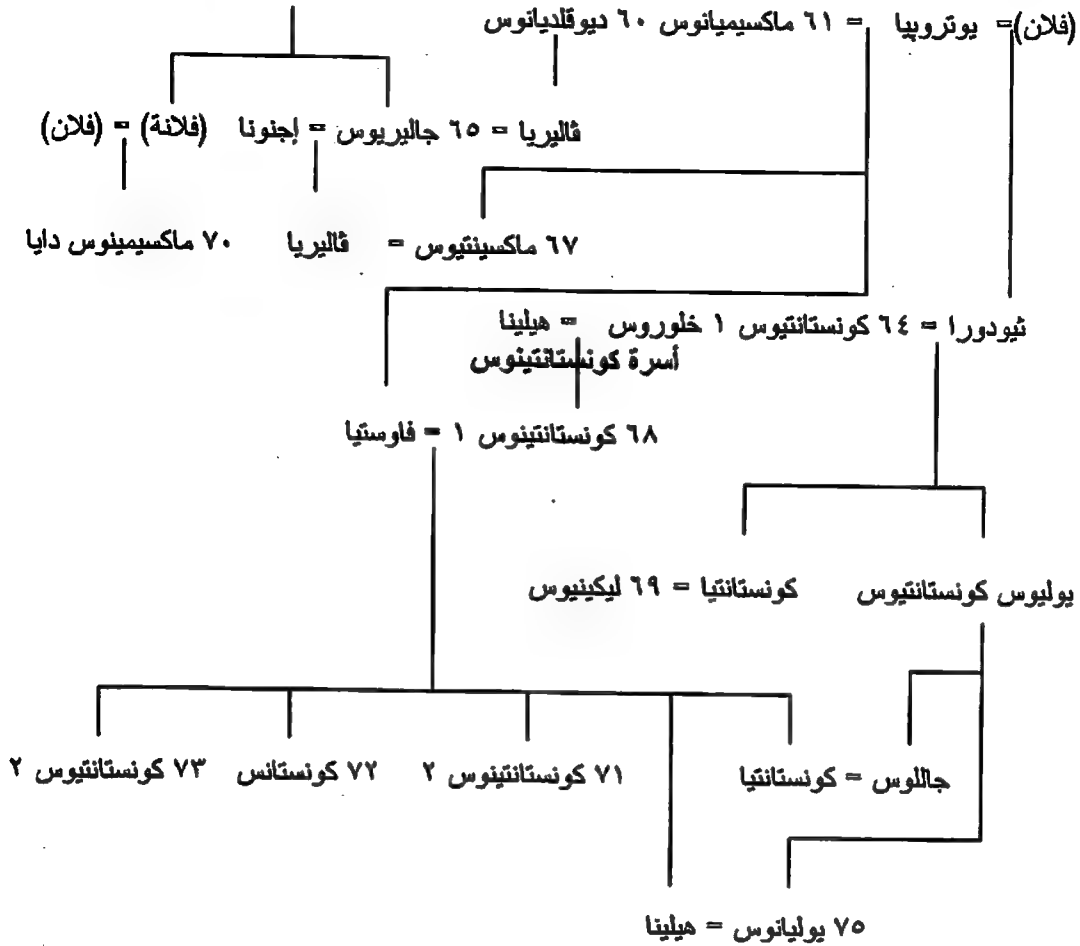 (فلان)= يوتروپيا = ٦١ ماكسيميانوس ٦٠ ديوقلديانوس
ڤاليريا = ٦٥ جاليريوس = إجنونا (فلانة) = (فلان)
٦٧ ماكسينتيوس = ڤاليريا ٧٠ ماكسيمينوس دايا
ثيودورا = ٦٤ كونستانتيوس ١ خلوروس = هيلينا
أسرة كونستانتينوس
٦٨ كونستانتينوس ١ = فاوستيا
يوليوس كونستانتيوس كونستانتيا = ٦٩ ليكينيوس
جاللوس = كونستانتيا ٧١ كونستانتينوس ٢ ٧٢ كونستانس ٧٣ كونستانتيوس ٢
٧٥ يوليانوس = هيلينا